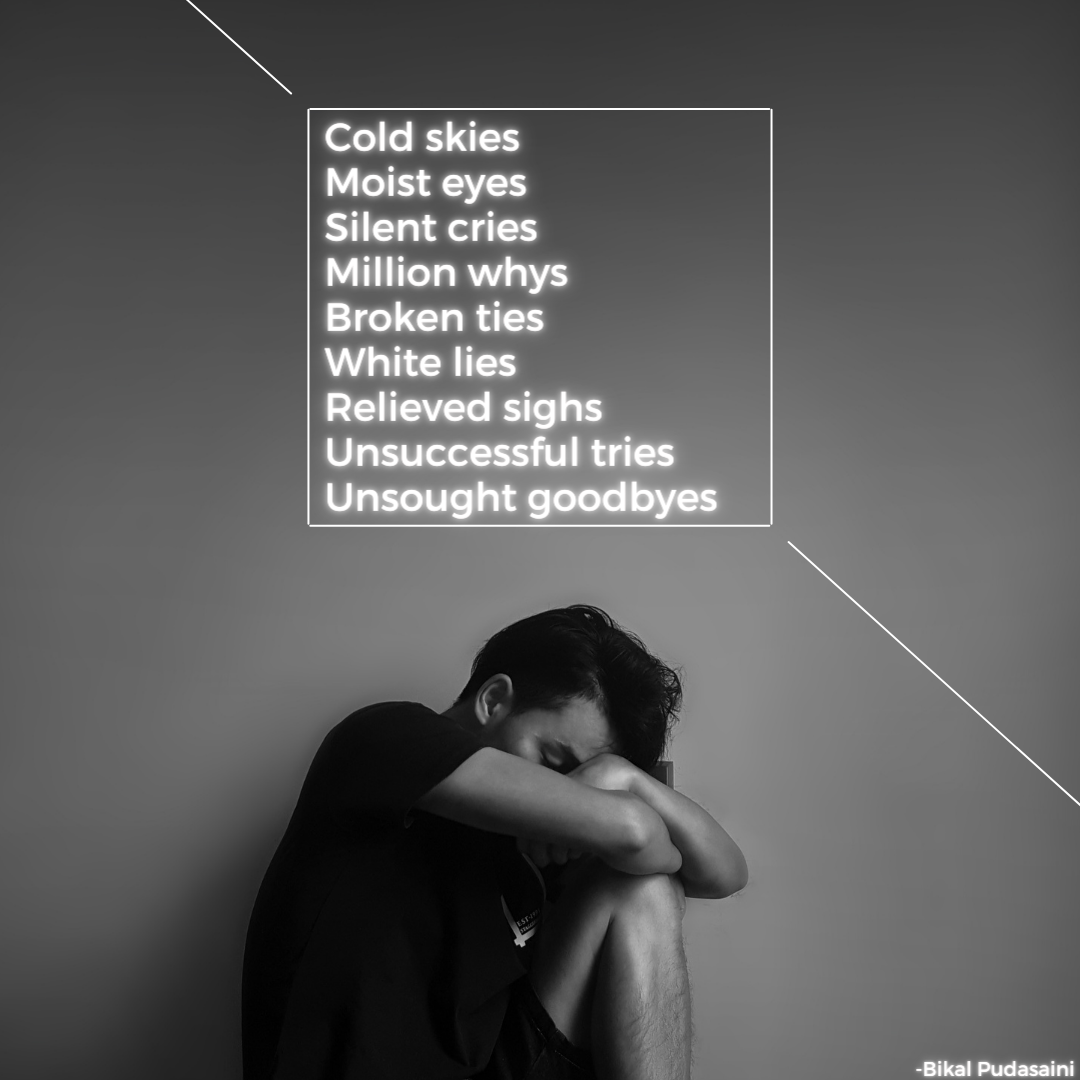 Cold skies
Moist eyes
Silent cries
Million whys
Broken ties
White lies
Relieved sighs
Unsuccessful tries
Unsought goodbyes
-Bikal Pudasaini